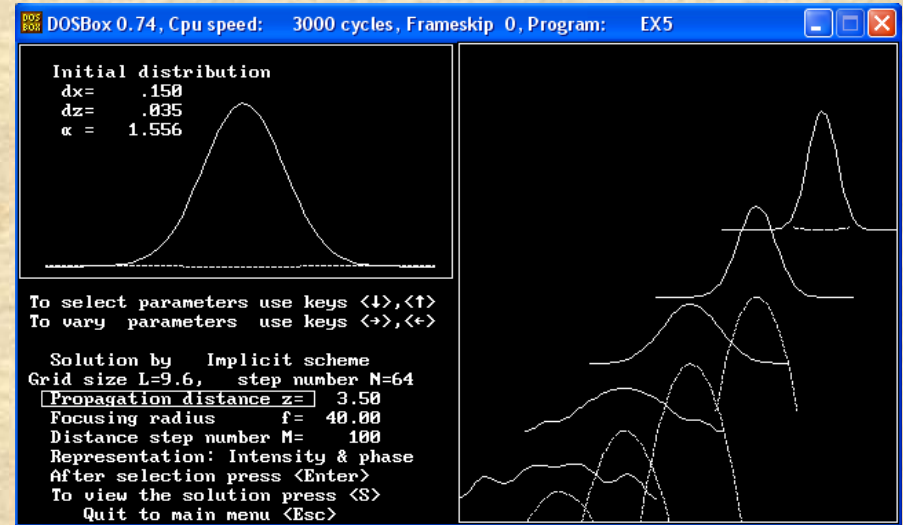 DOSBox 0.74, Cpu speed: 3000 cycles, Frameskip 0, Program: EX5
Initial distribution
dx= .150
dz= .035
α = 1.556
To select parameters use keys <↓>,<↑>
To vary parameters use keys <→>,<←>
Solution by Implicit scheme
Grid size L=9.6, step number N=64
Propagation distance z= 3.50
Focusing radius f= 40.00
Distance step number M= 100
Representation: Intensity & phase
After selection press <Enter>
To view the solution press <S>
Quit to main menu <Esc>